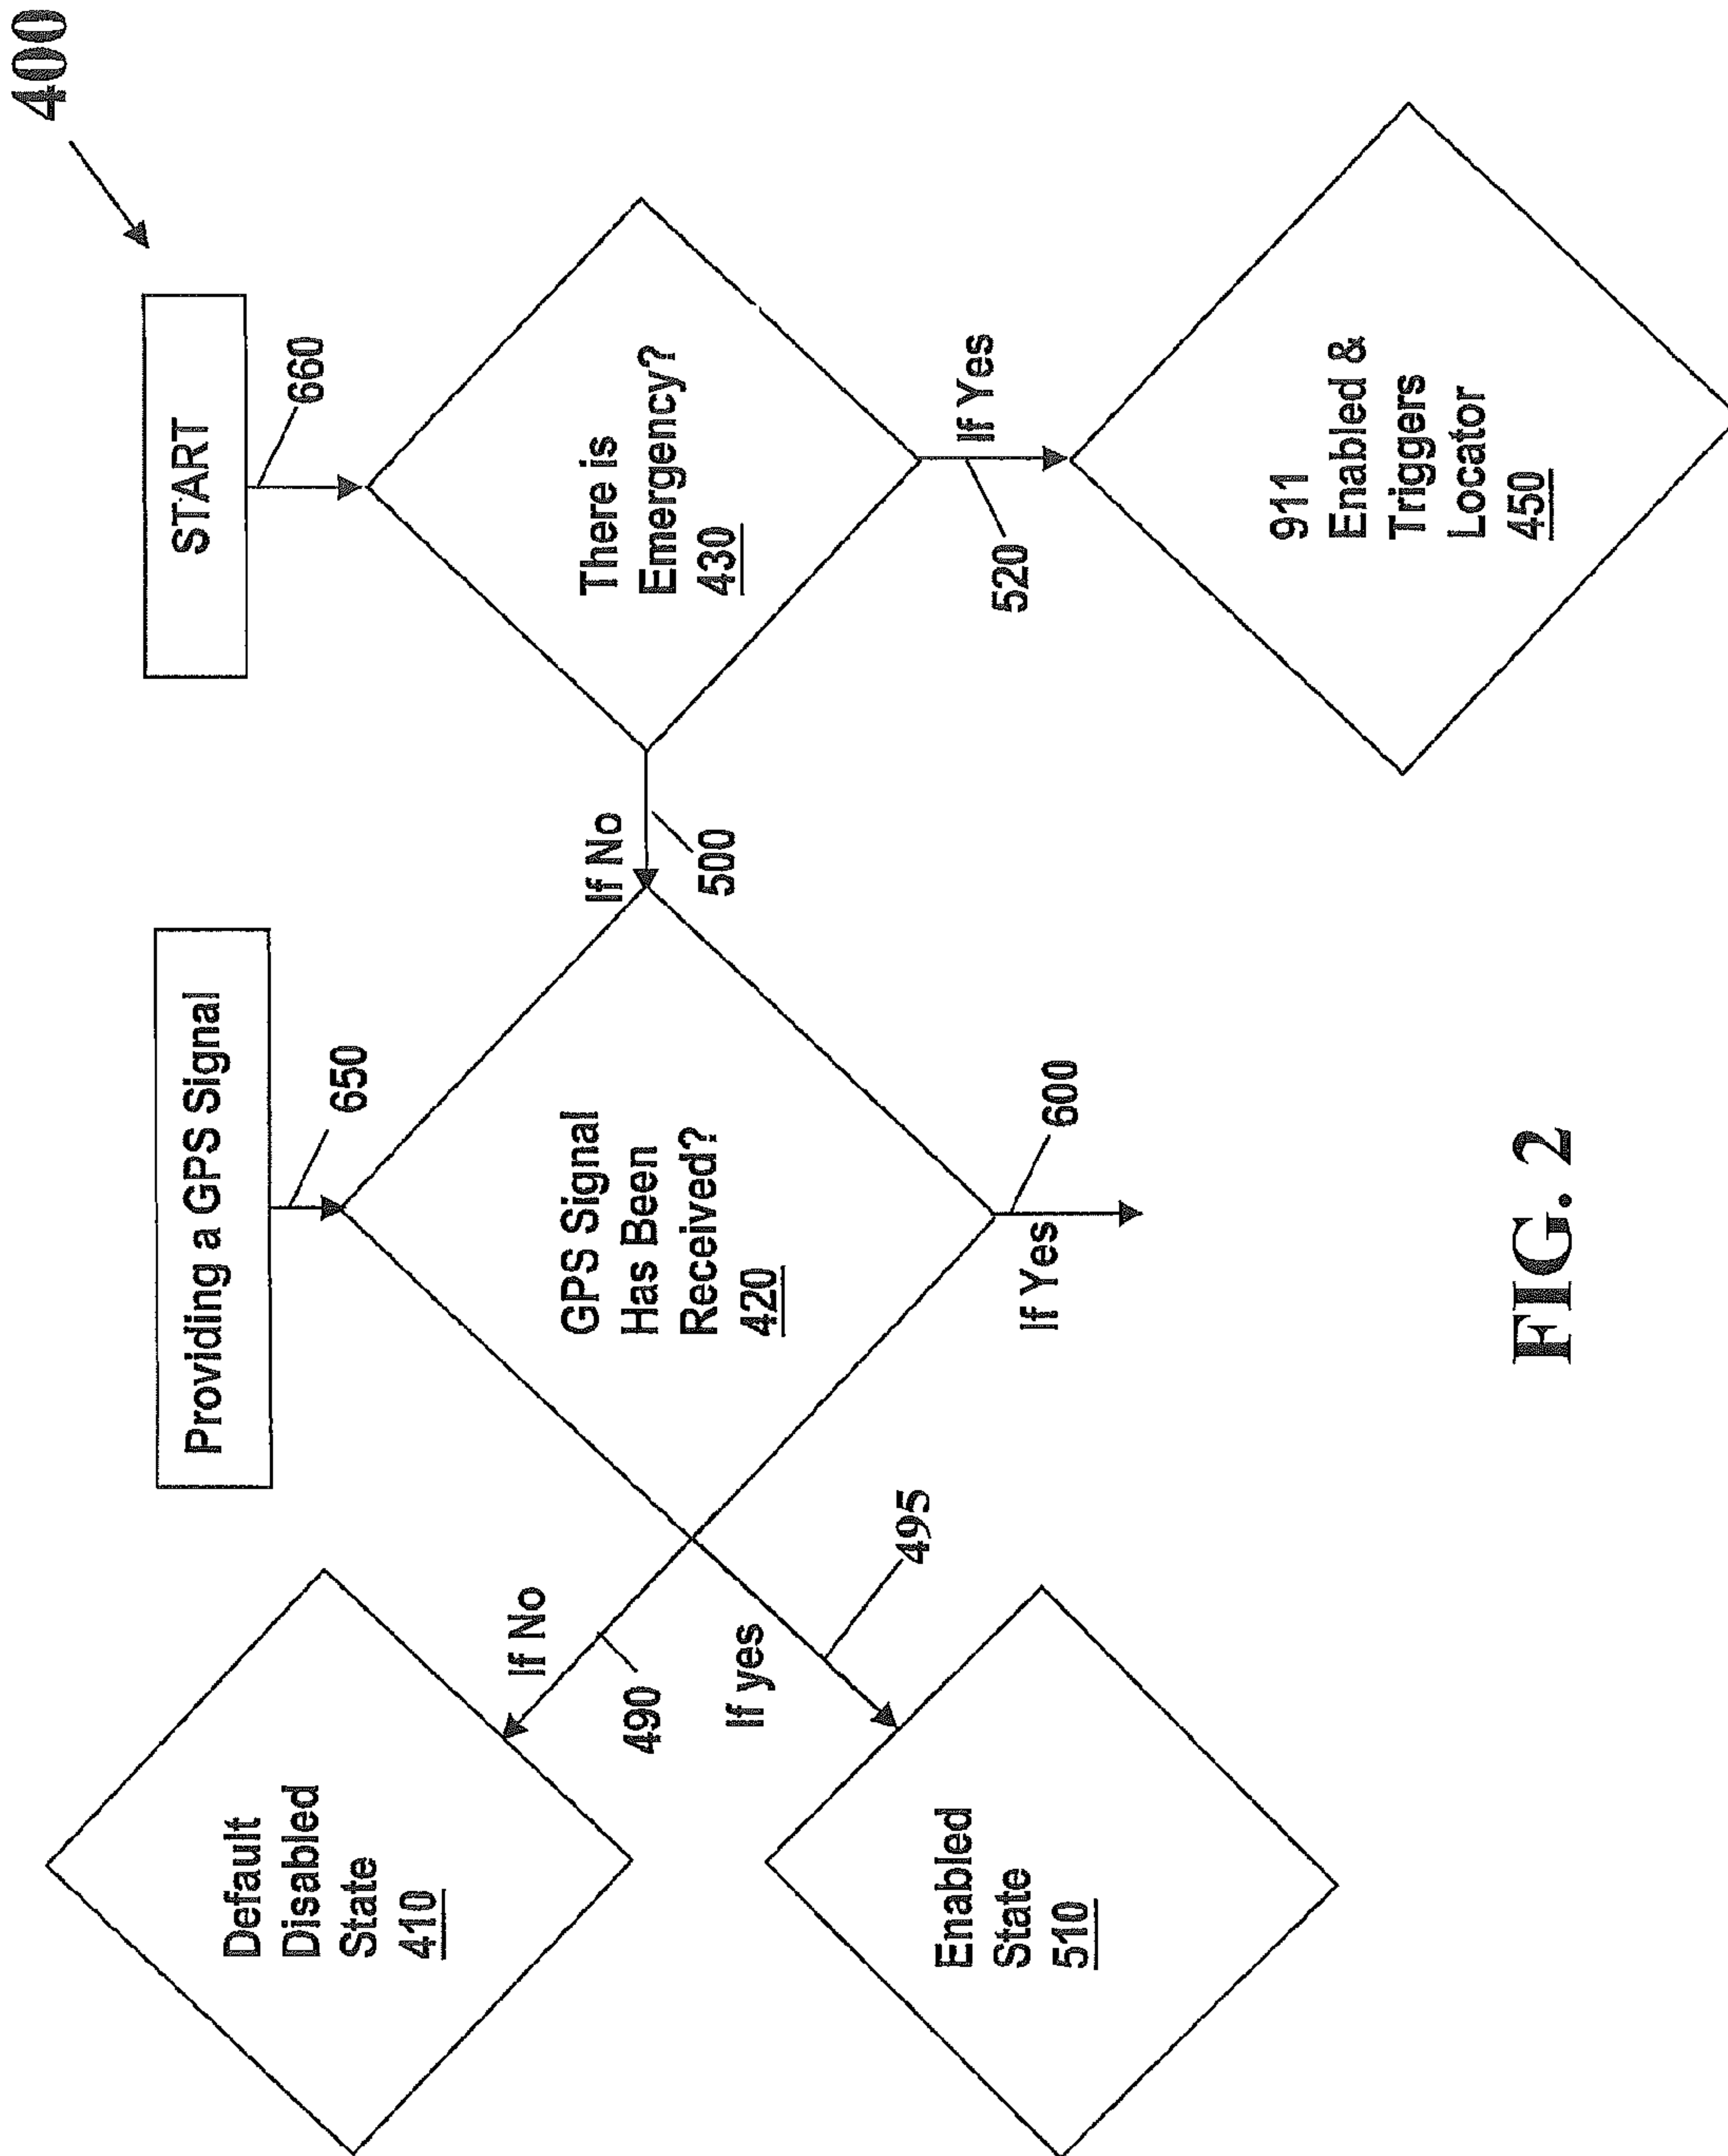 400
START
660
There is
Emergency?
430
If Yes
520
911
Enabled &
Triggers
Locator
450
If No
500
Providing a GPS Signal
650
GPS Signal
Has Been
Received?
420
If Yes
600
If No
490
If yes
495
Default
Disabled
State
410
Enabled
State
510
FIG. 2